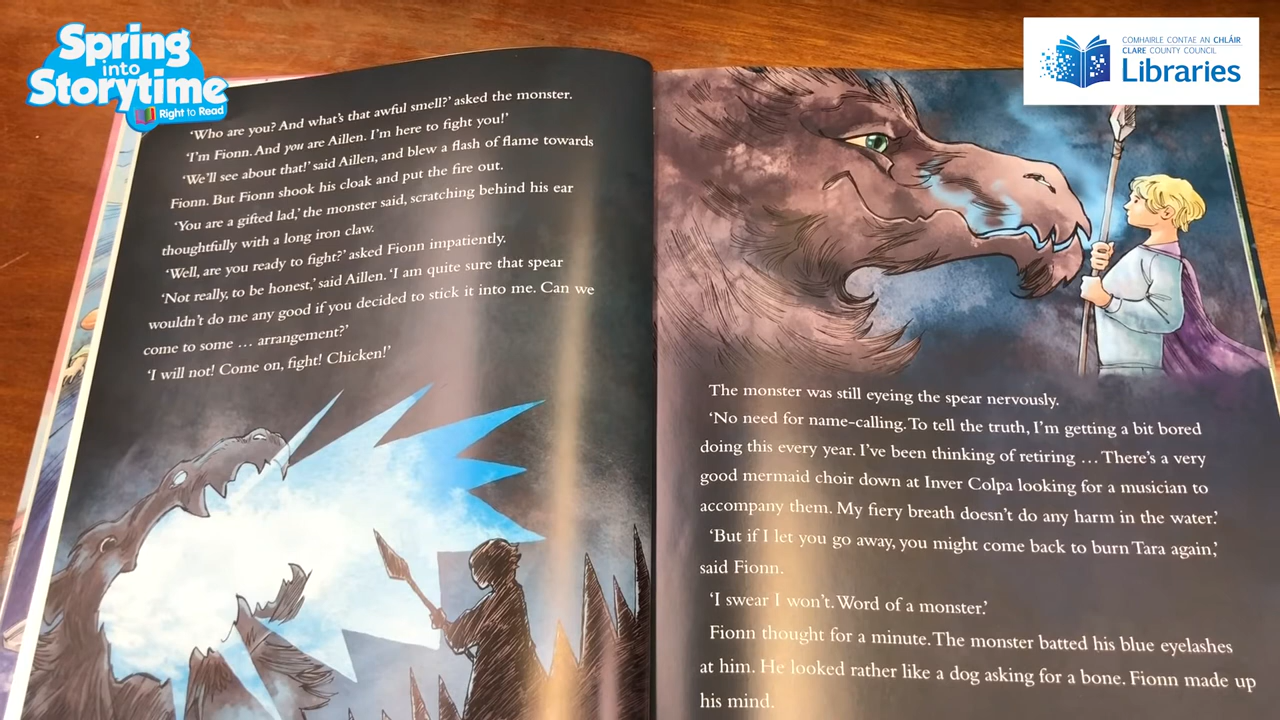 Spring
into
Storytime
Right to Read
COMHAIRLE CONTAE AN CHLÁIR
CLARE COUNTY COUNCIL
Libraries
‘Who are you? And what’s that awful smell?’ asked the monster.
‘I’m Fionn. And you are Aillen. I’m here to fight you!’
‘We’ll see about that!’ said Aillen, and blew a flash of flame towards
Fionn. But Fionn shook his cloak and put the fire out.
‘You are a gifted lad,’ the monster said, scratching behind his ear
thoughtfully with a long iron claw.
‘Well, are you ready to fight?’ asked Fionn impatiently.
‘Not really, to be honest,’ said Aillen. ‘I am quite sure that spear
wouldn’t do me any good if you decided to stick it into me. Can we
come to some … arrangement?’
‘I will not! Come on, fight! Chicken!’
The monster was still eyeing the spear nervously.
‘No need for name-calling. To tell the truth, I’m getting a bit bored
doing this every year. I’ve been thinking of retiring … There’s a very
good mermaid choir down at Inver Colpa looking for a musician to
accompany them. My fiery breath doesn’t do any harm in the water.’
‘But if I let you go away, you might come back to burn Tara again,’
said Fionn.
‘I swear I won’t. Word of a monster.’
Fionn thought for a minute. The monster batted his blue eyelashes
at him. He looked rather like a dog asking for a bone. Fionn made up
his mind.